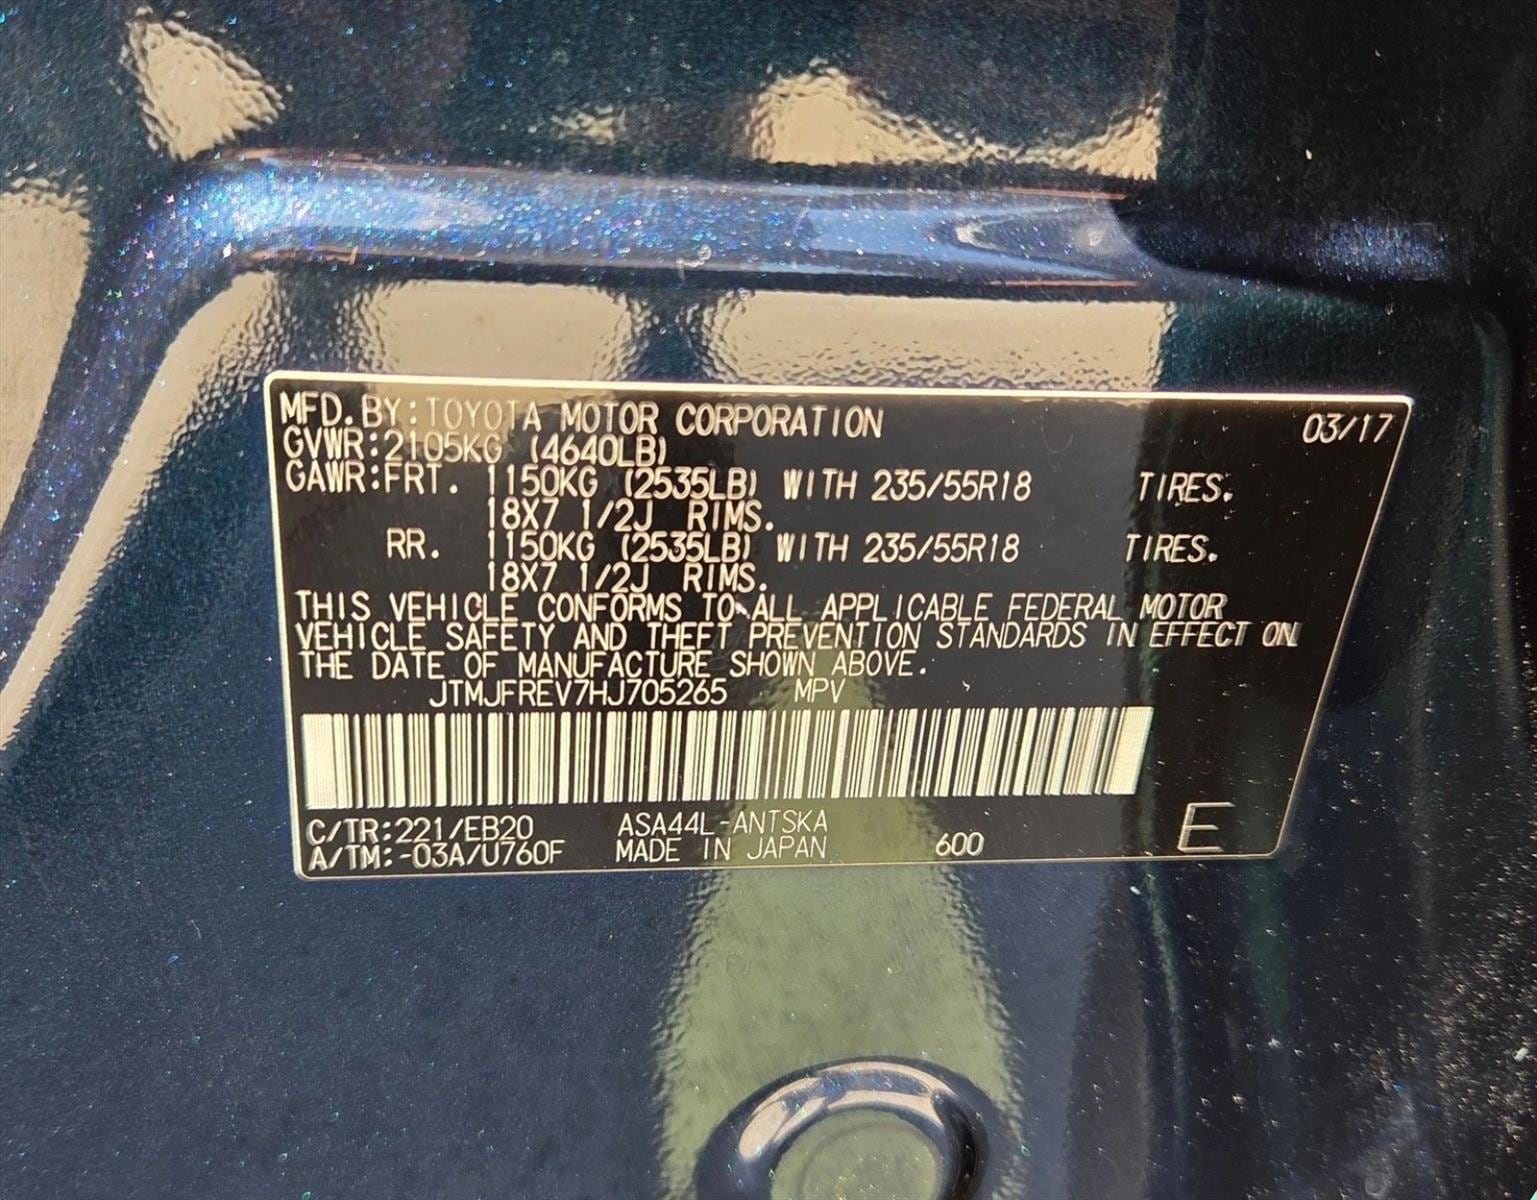 MFD. BY: TOYOTA MOTOR CORPORATION 03/17
GVWR: 2105KG (4640LB)
GAWR: FRT. 1150KG (2535LB) WITH 235/55R18 TIRES.
18X7 1/2J RIMS.
RR. 1150KG (2535LB) WITH 235/55R18 TIRES.
18X7 1/2J RIMS.
THIS VEHICLE CONFORMS TO ALL APPLICABLE FEDERAL MOTOR
VEHICLE SAFETY AND THEFT PREVENTION STANDARDS IN EFFECT ON
THE DATE OF MANUFACTURE SHOWN ABOVE.
JTMJFREV7HJ705265 MPV
C/TR: 221/EB20 ASA44L-ANTSKA
A/TM: -03A/U760F MADE IN JAPAN 600 E